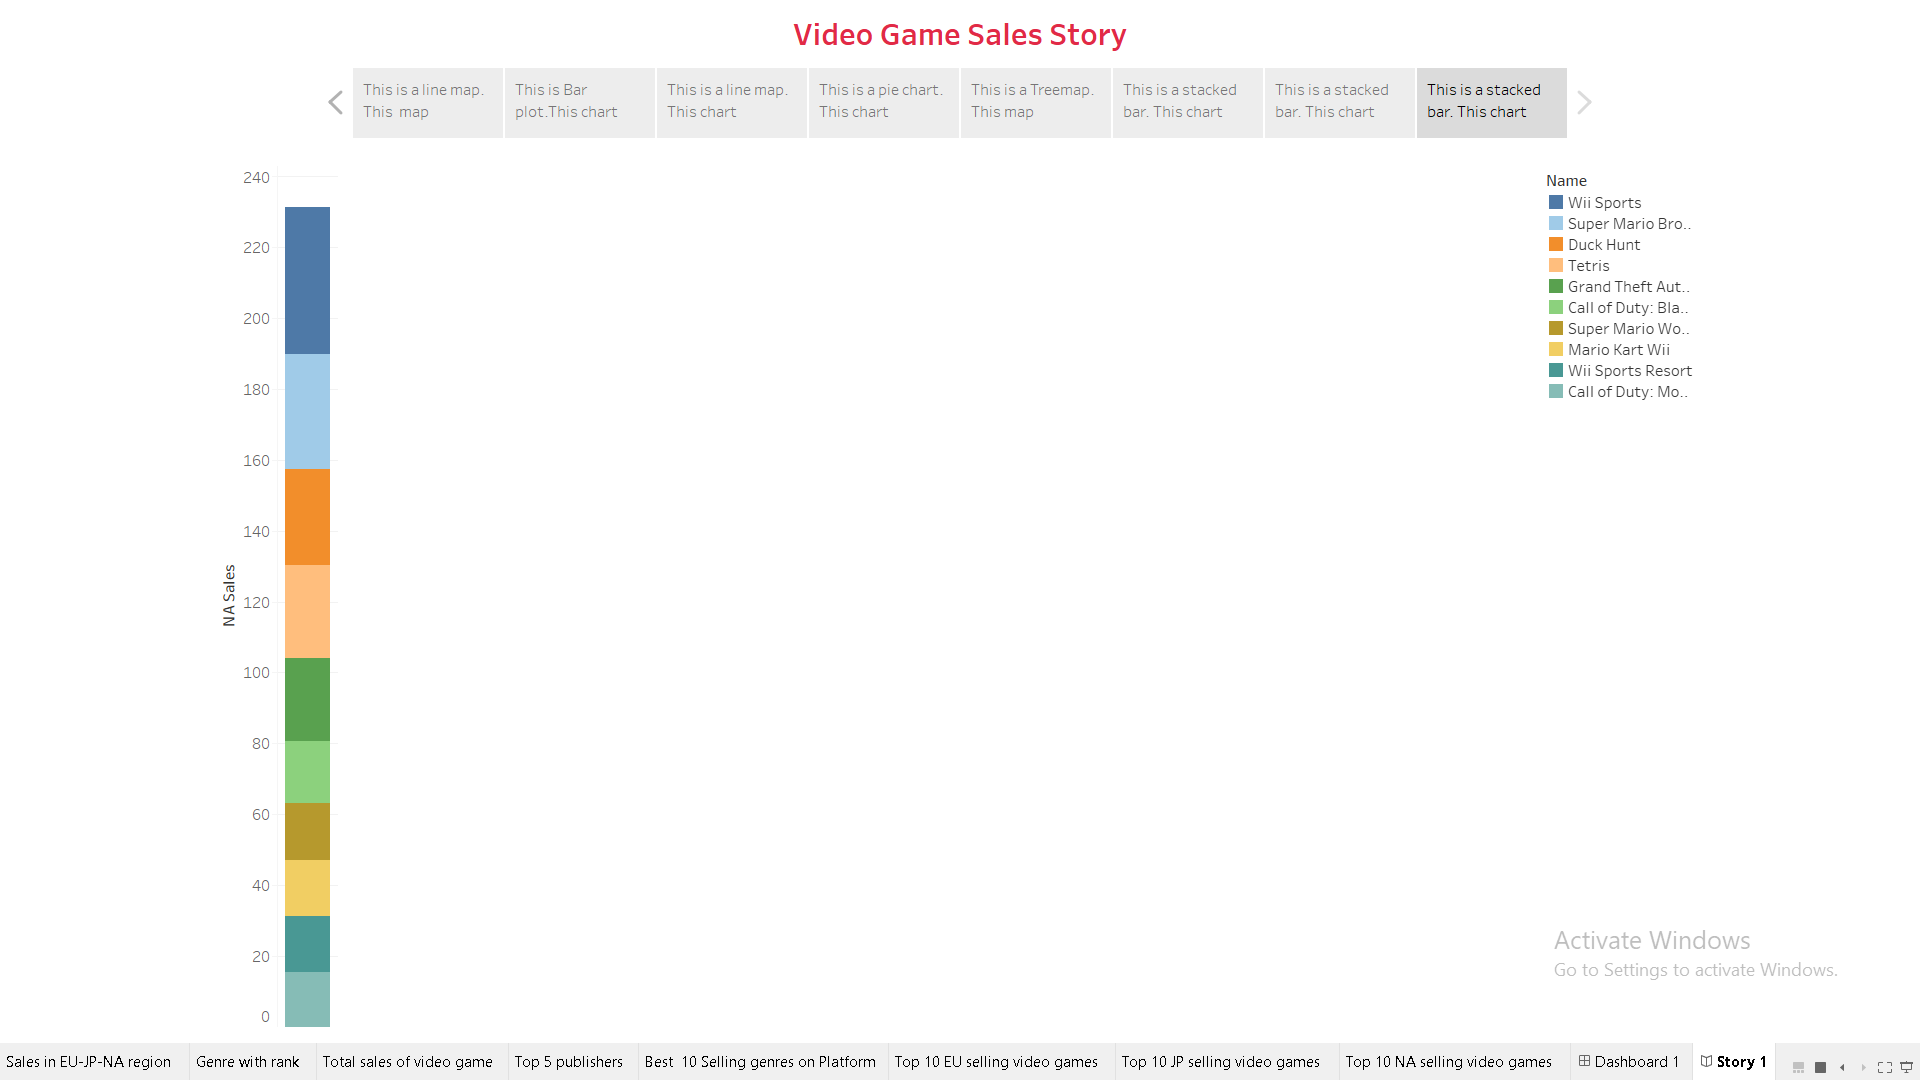 Video Game Sales Story
This is a line map.
This  map
This is Bar
plot.This chart
This is a line map.
This chart
This is a pie chart.
This chart
This is a Treemap.
This map
This is a stacked
bar. This chart
This is a stacked
bar. This chart
This is a stacked
bar. This chart
240
220
200
180
160
140
120
100
80
60
40
20
0
NA Sales
Name
Wii Sports
Super Mario Bro..
Duck Hunt
Tetris
Grand Theft Aut..
Call of Duty: Bla..
Super Mario Wo..
Mario Kart Wii
Wii Sports Resort
Call of Duty: Mo..
Activate Windows
Go to Settings to activate Windows.
Sales in EU-JP-NA region
Genre with rank
Total sales of video game
Top 5 publishers
Best  10 Selling genres on Platform
Top 10 EU selling video games
Top 10 JP selling video games
Top 10 NA selling video games
Dashboard 1
Story 1